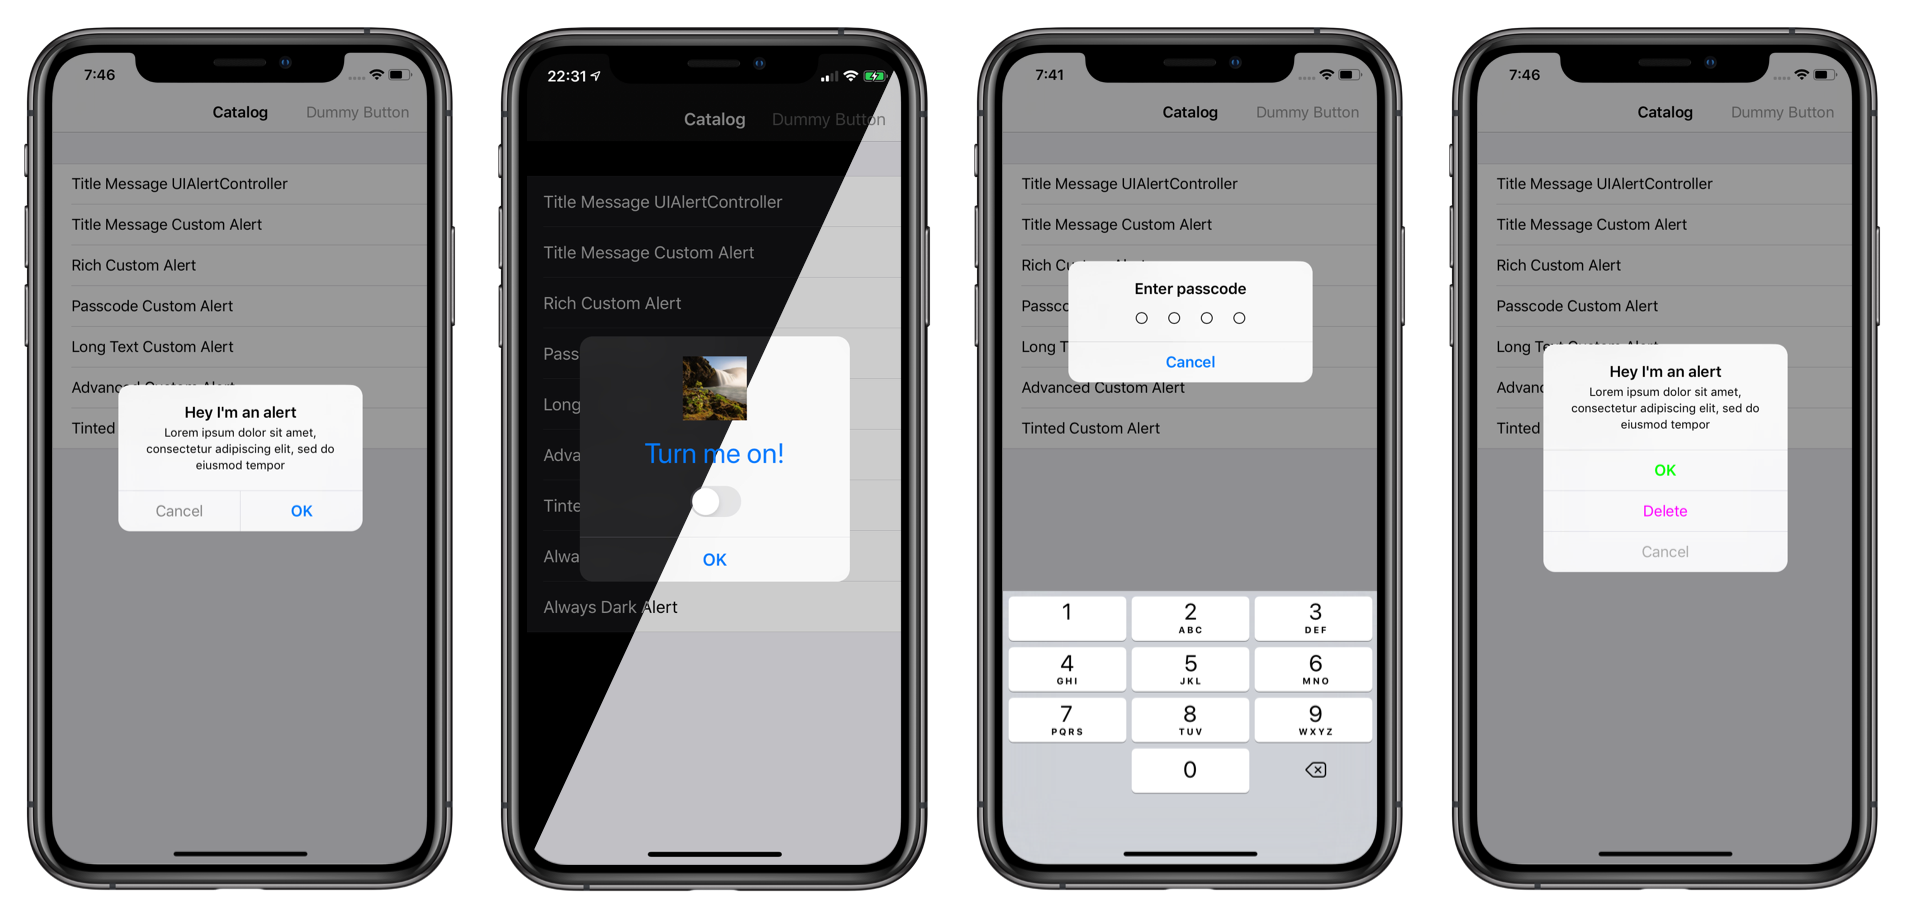 7:46
Catalog
Dummy Button
Title Message UIAlertController
Title Message Custom Alert
Rich Custom Alert
Passcode Custom Alert
Long Text Custom Alert
Advanced Custom Alert
Tinted
Hey I'm an alert
Lorem ipsum dolor sit amet,
consectetur adipiscing elit, sed do
eiusmod tempor
Cancel
OK
22:31
Catalog
Dummy Button
Title Message UIAlertController
Title Message Custom Alert
Rich Custom Alert
Pass
Long
Adva
Tinte
Alwa
Turn me on!
OK
Always Dark Alert
7:41
Catalog
Dummy Button
Title Message UIAlertController
Title Message Custom Alert
Rich Cu
Passc
Long T
Enter passcode
Cancel
Advanced Custom Alert
Tinted Custom Alert
1
2
ABC
3
DEF
4
GHI
5
JKL
6
MNO
7
PQRS
8
TUV
9
WXYZ
0
7:46
Catalog
Dummy Button
Title Message UIAlertController
Title Message Custom Alert
Rich Custom Alert
Passcode Custom Alert
Long Text Custom Alert
Advanc
Tinted
Hey I'm an alert
Lorem ipsum dolor sit amet,
consectetur adipiscing elit, sed do
eiusmod tempor
OK
Delete
Cancel